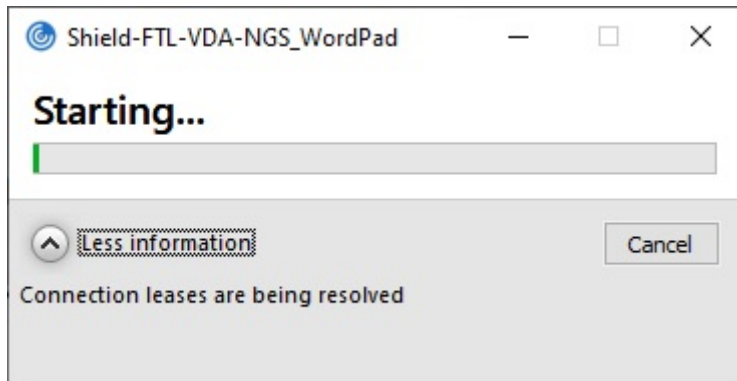 Shield-FTL-VDA-NGS_WordPad
Starting...
Less information
Cancel
Connection leases are being resolved